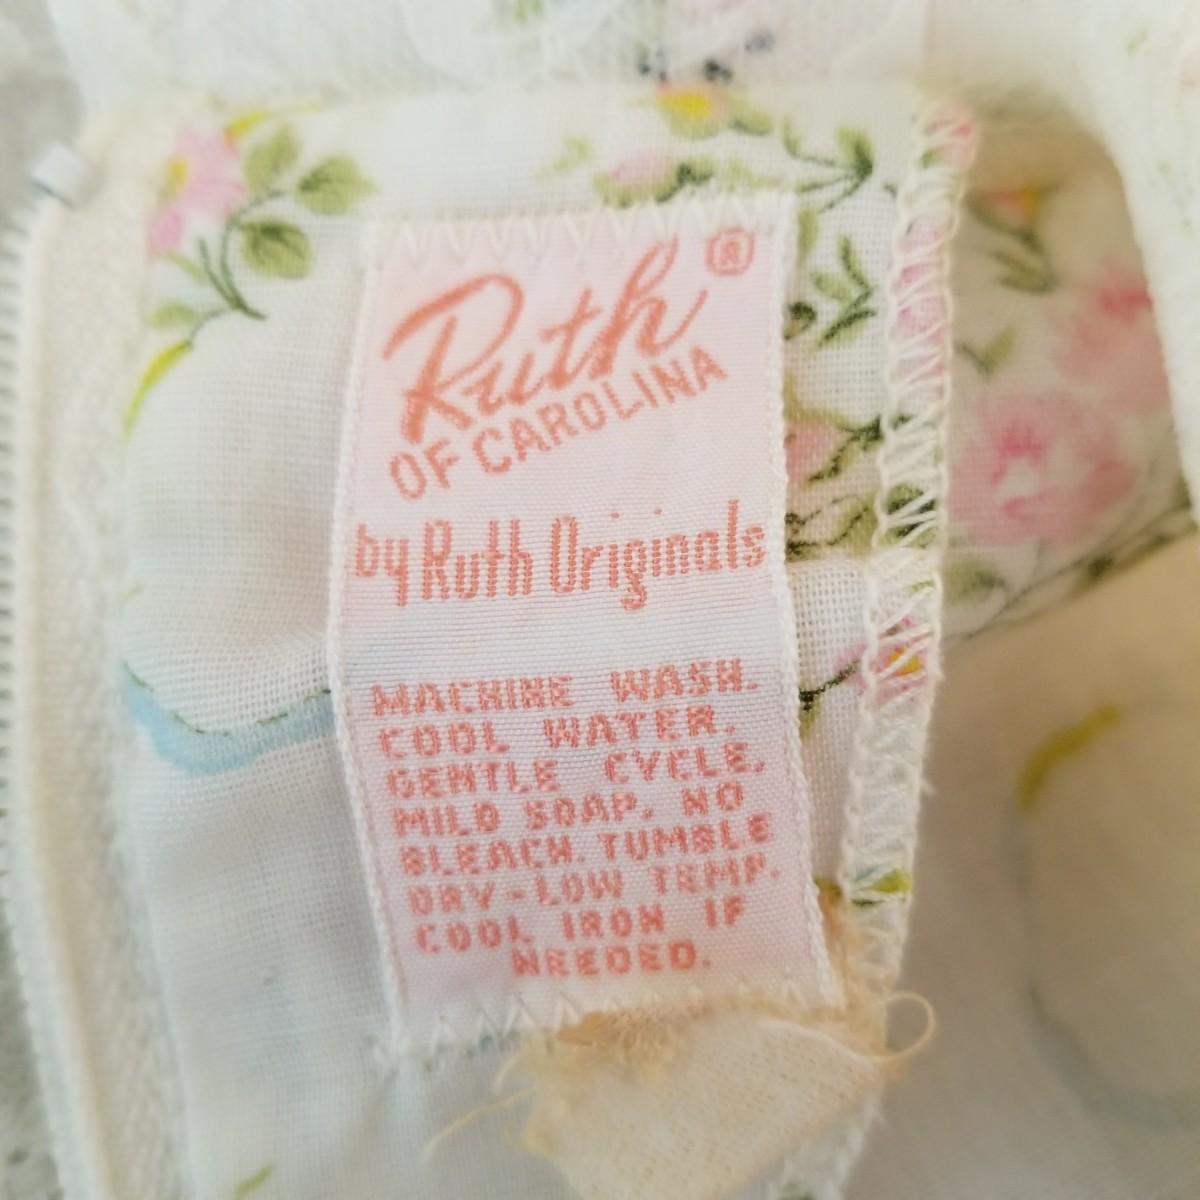 Ruth ®
OF CAROLINA
by Ruth Originals
MACHINE WASH.
COOL WATER.
GENTLE CYCLE.
MILD SOAP. NO
BLEACH. TUMBLE
DRY-LOW TEMP.
COOL IRON IF
NEEDED.